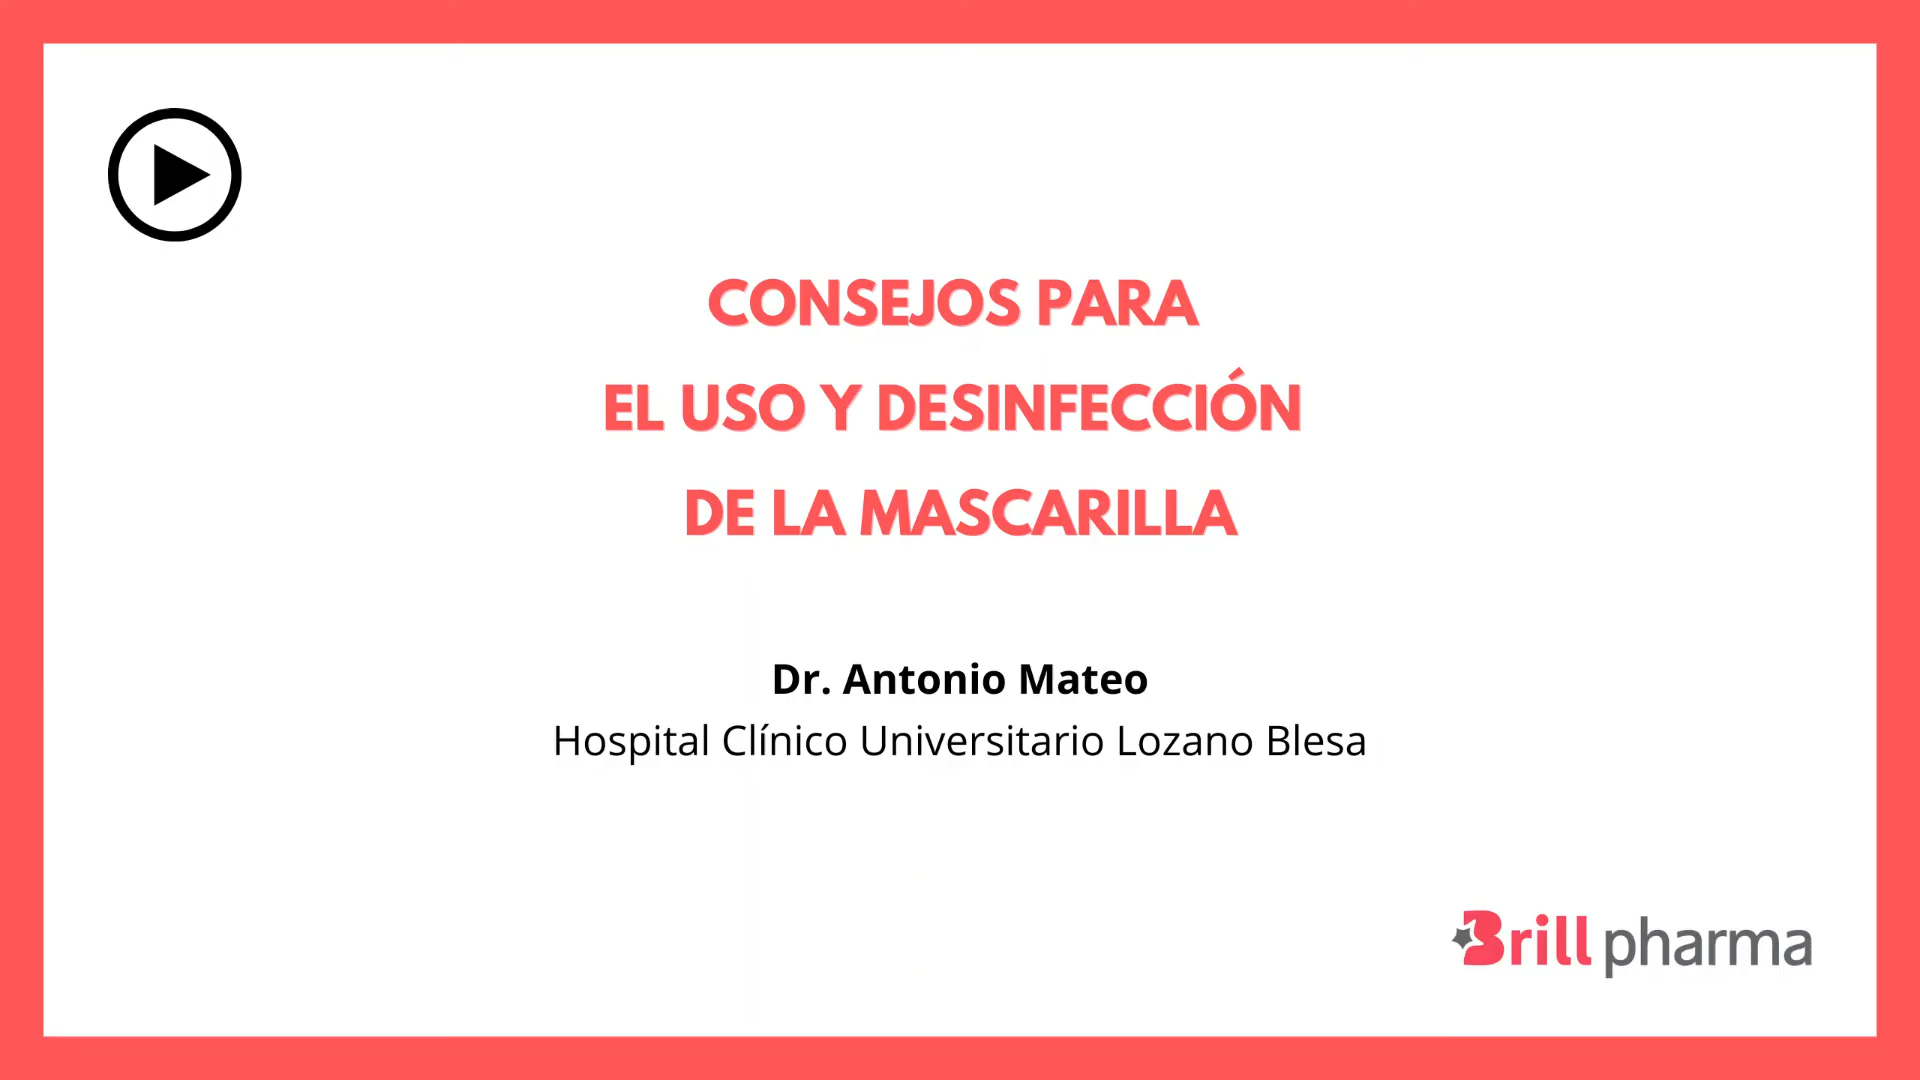 CONSEJOS PARA
EL USO Y DESINFECCIÓN
DE LA MASCARILLA
Dr. Antonio Mateo
Hospital Clínico Universitario Lozano Blesa
Brill pharma